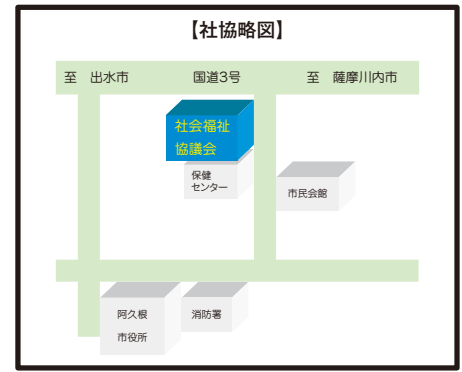 【社協略図】
至 出水市 国道3号 至 薩摩川内市
社会福祉
協議会
保健
センター
市民会館
阿久根
市役所
消防署